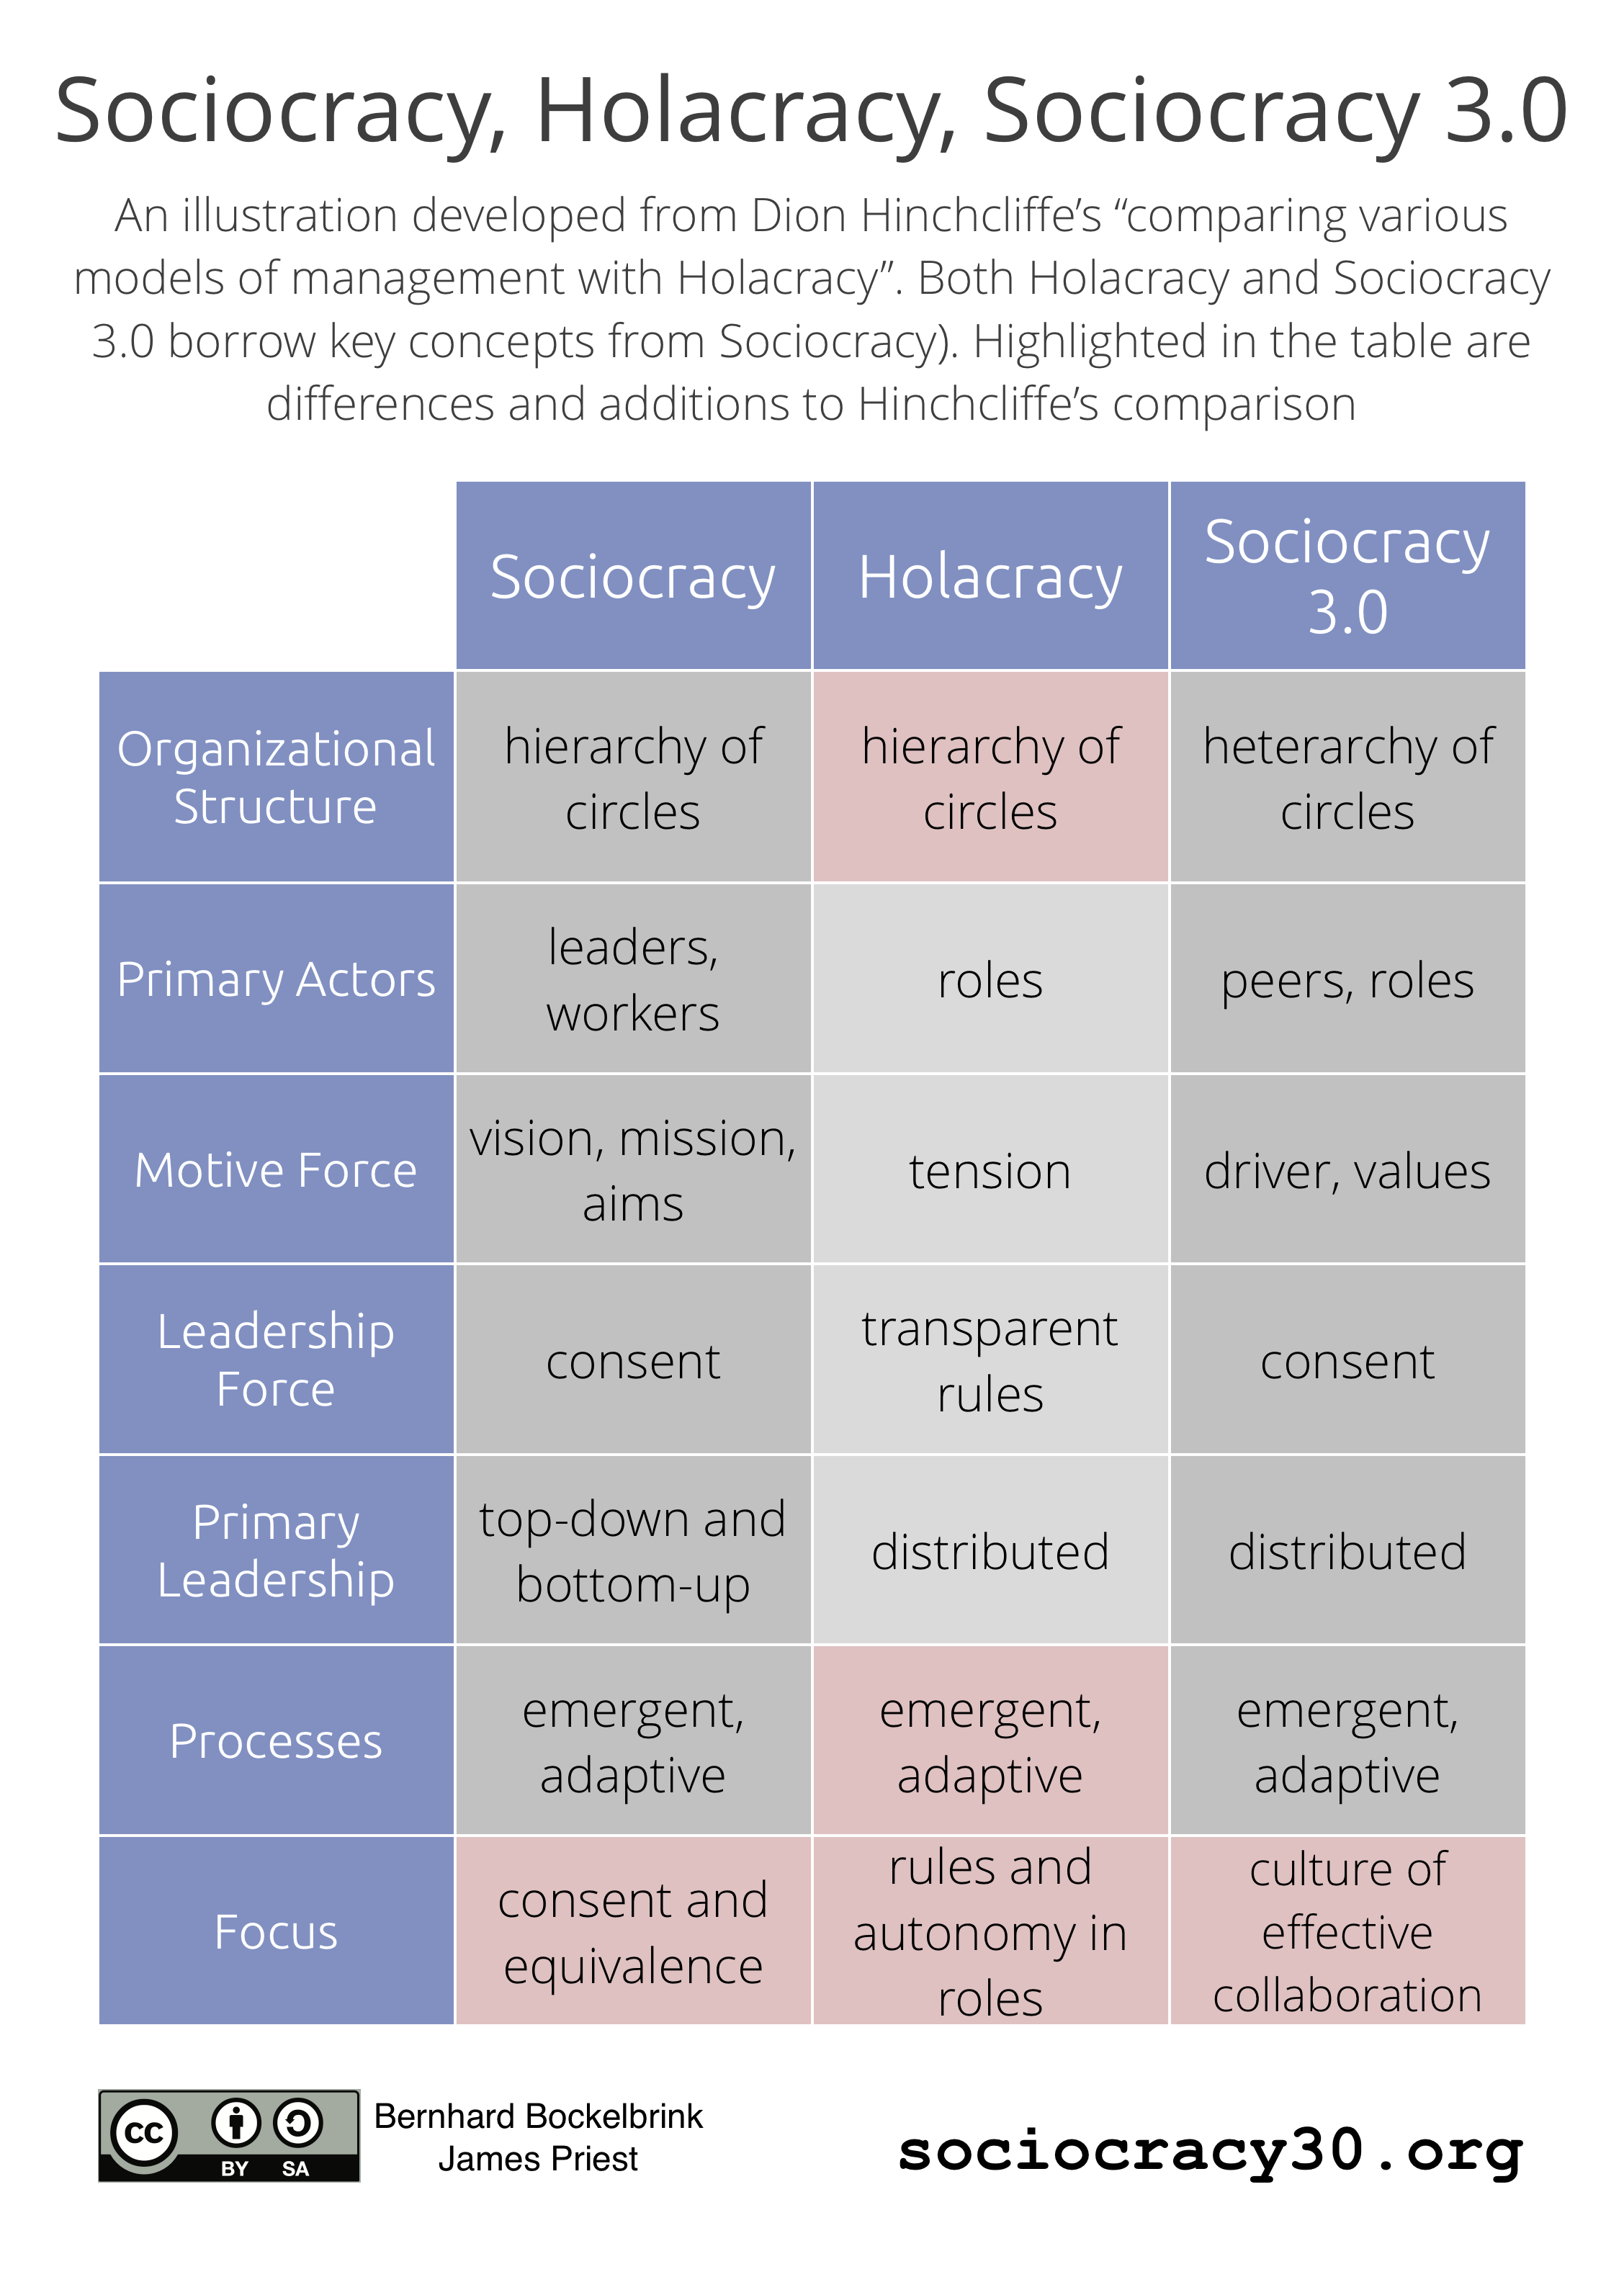 Sociocracy, Holacracy, Sociocracy 3.0
An illustration developed from Dion Hinchcliffe’s “comparing various
models of management with Holacracy”. Both Holacracy and Sociocracy
3.0 borrow key concepts from Sociocracy). Highlighted in the table are
differences and additions to Hinchcliffe’s comparison
Sociocracy
Holacracy
Sociocracy
3.0
Organizational
Structure
hierarchy of
circles
hierarchy of
circles
heterarchy of
circles
Primary Actors
leaders,
workers
roles
peers, roles
Motive Force
vision, mission,
aims
tension
driver, values
Leadership
Force
consent
transparent
rules
consent
Primary
Leadership
top-down and
bottom-up
distributed
distributed
Processes
emergent,
adaptive
emergent,
adaptive
emergent,
adaptive
Focus
consent and
equivalence
rules and
autonomy in
roles
culture of
effective
collaboration
cc
BY SA
Bernhard Bockelbrink
James Priest
sociocracy30.org